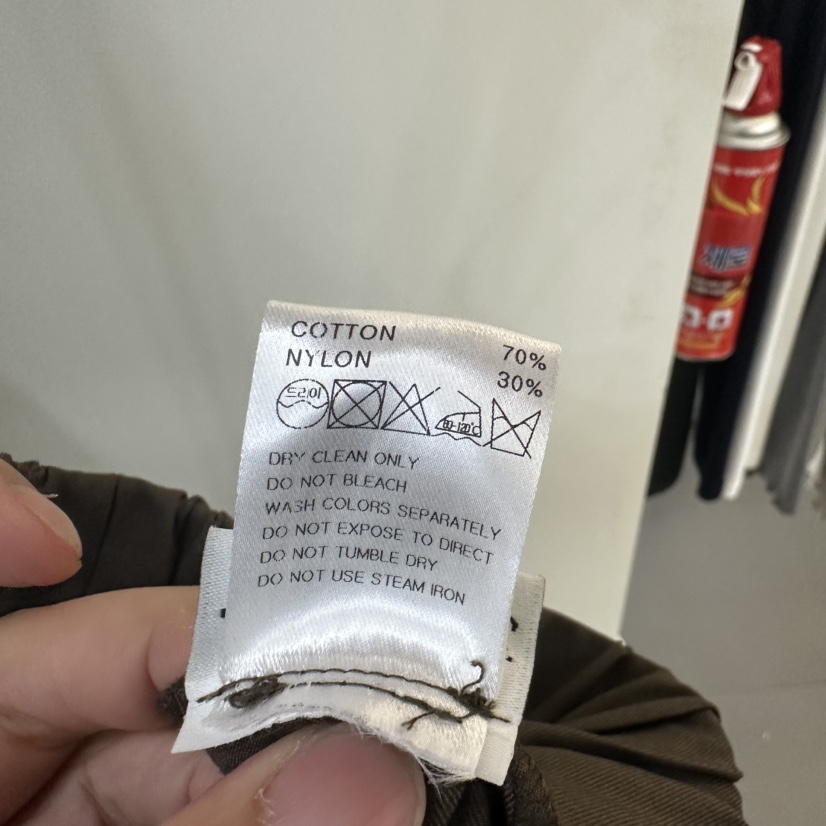 COTTON 70%
NYLON 30%
드라이
80-120℃
DRY CLEAN ONLY
DO NOT BLEACH
WASH COLORS SEPARATELY
DO NOT EXPOSE TO DIRECT
DO NOT TUMBLE DRY
DO NOT USE STEAM IRON